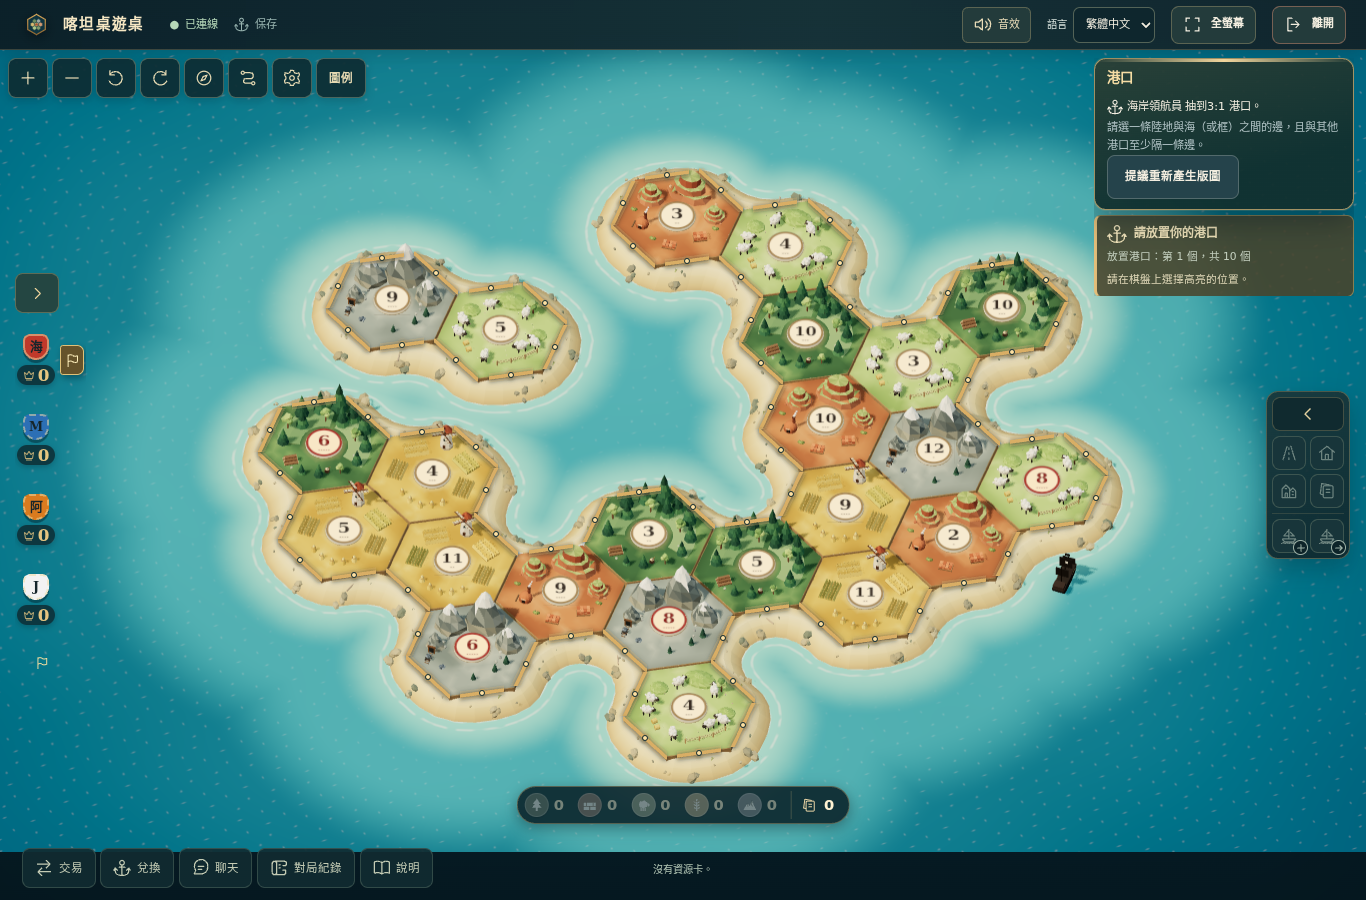 喀坦桌遊桌
已連線
保存
音效
語言
繁體中文
全螢幕
離開
圖例
港口
海岸領航員 抽到3:1 港口。
請選一條陸地與海（或框）之間的邊，且與其他
港口至少隔一條邊。
提議重新產生版圖
請放置你的港口
放置港口：第 1 個，共 10 個
請在棋盤上選擇高亮的位置。
海
0
M
0
阿
0
J
0
3
4
9
5
10
10
3
10
12
6
4
8
5
9
3
2
11
5
9
11
8
6
4
0
0
0
0
0
0
交易
兌換
聊天
對局紀錄
說明
沒有資源卡。